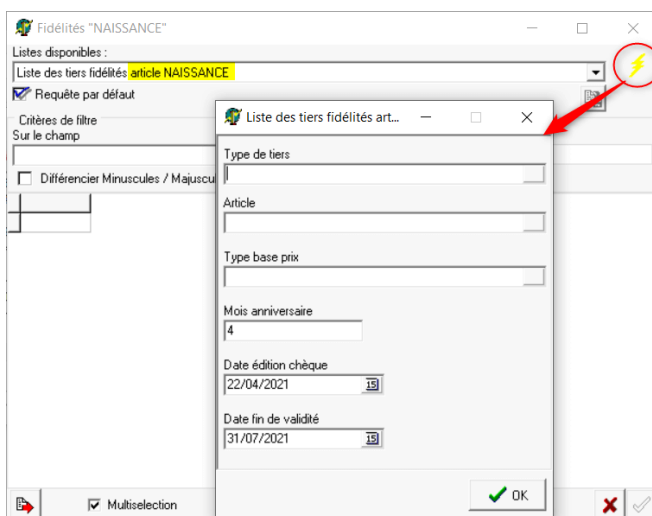 Fidélités "NAISSANCE"
Listes disponibles :
Liste des tiers fidélités article NAISSANCE
Requête par défaut
Critères de filtre
Sur le champ
Différencier Minuscules / Majuscu
Liste des tiers fidélités art...
Type de tiers
Article
Type base prix
Mois anniversaire
4
Date édition chèque
22/04/2021
15
Date fin de validité
31/07/2021
15
OK
Multiselection